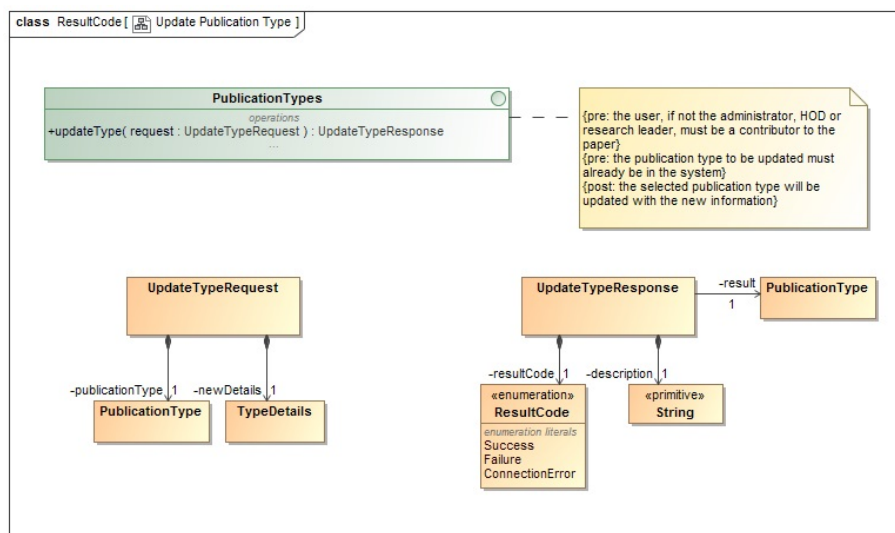 class ResultCode [ Update Publication Type ]
PublicationTypes
operations
+updateType( request : UpdateTypeRequest ) : UpdateTypeResponse
...
{pre: the user, if not the administrator, HOD or
research leader, must be a contributor to the
paper}
{pre: the publication type to be updated must
already be in the system}
{post: the selected publication type will be
updated with the new information}
UpdateTypeRequest
-publicationType 1
-newDetails 1
PublicationType
TypeDetails
UpdateTypeResponse
-result
1
PublicationType
-resultCode 1
-description 1
«enumeration»
ResultCode
enumeration literals
Success
Failure
ConnectionError
«primitive»
String